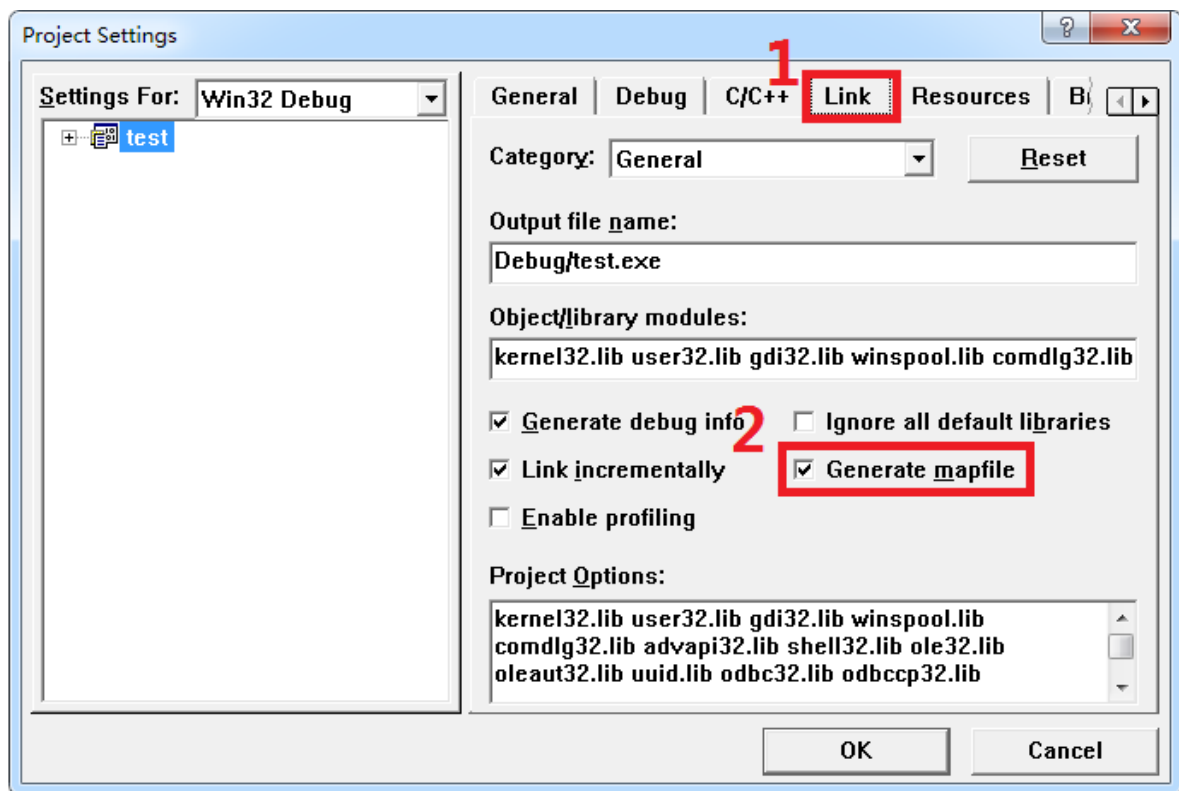 Project Settings
1
Settings For: Win32 Debug
General Debug C/C++ Link Resources
test
Category: General Reset
Output file name:
Debug/test.exe
Object/library modules:
kernel32.lib user32.lib gdi32.lib winspool.lib comdlg32.lib
Generate debug info 2 Ignore all default libraries
Link incrementally Generate mapfile
Enable profiling
Project Options:
kernel32.lib user32.lib gdi32.lib winspool.lib
comdlg32.lib advapi32.lib shell32.lib ole32.lib
oleaut32.lib uuid.lib odbc32.lib odbccp32.lib
OK Cancel